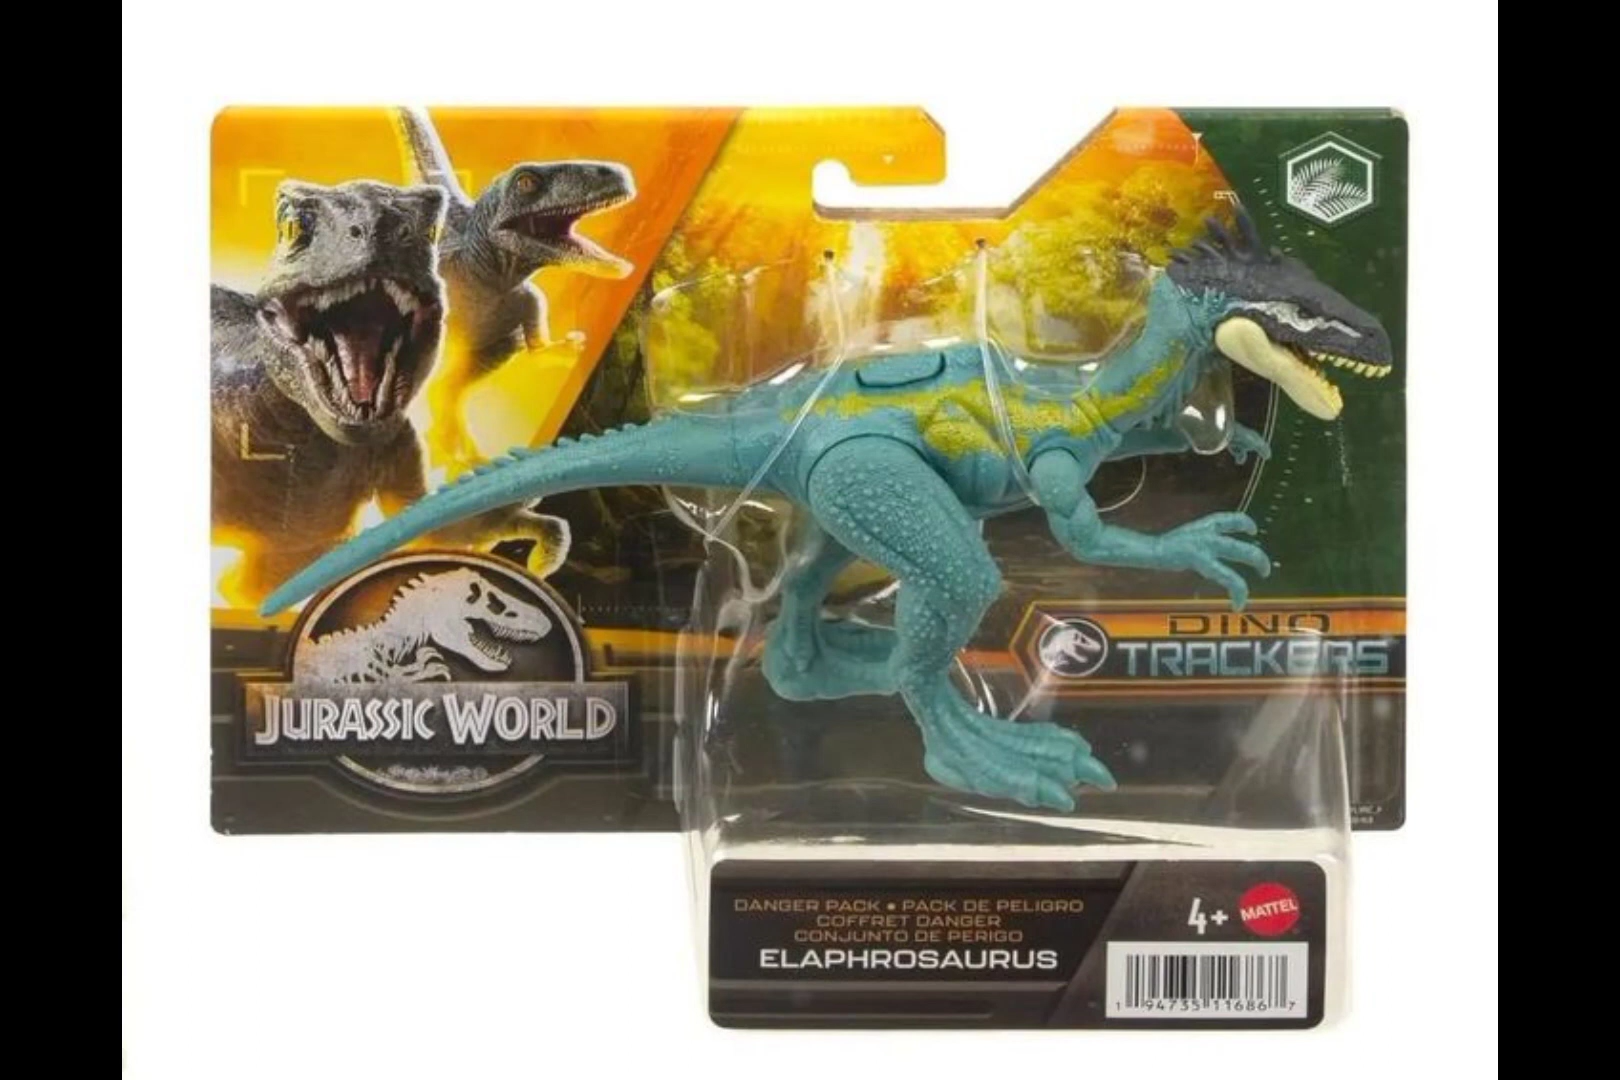 JURASSIC WORLD
DINO
TRACKERS
DANGER PACK • PACK DE PELIGRO
COFFRET DANGER
CONJUNTO DE PERIGO
ELAPHROSAURUS
4+
MATTEL
1 94735 11686 7